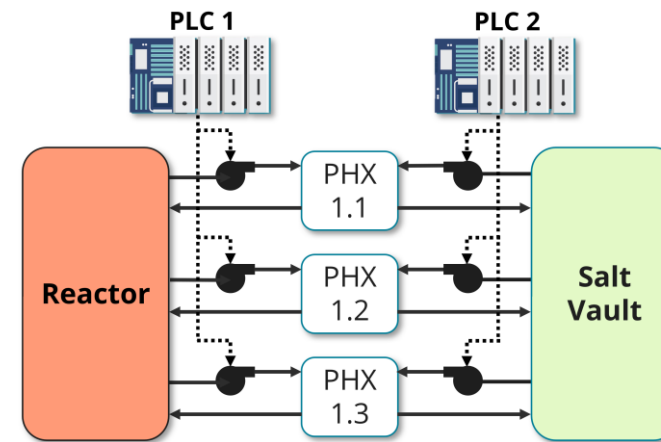 PLC 1
PLC 2
PHX
1.1
Reactor
PHX
1.2
Salt
Vault
PHX
1.3